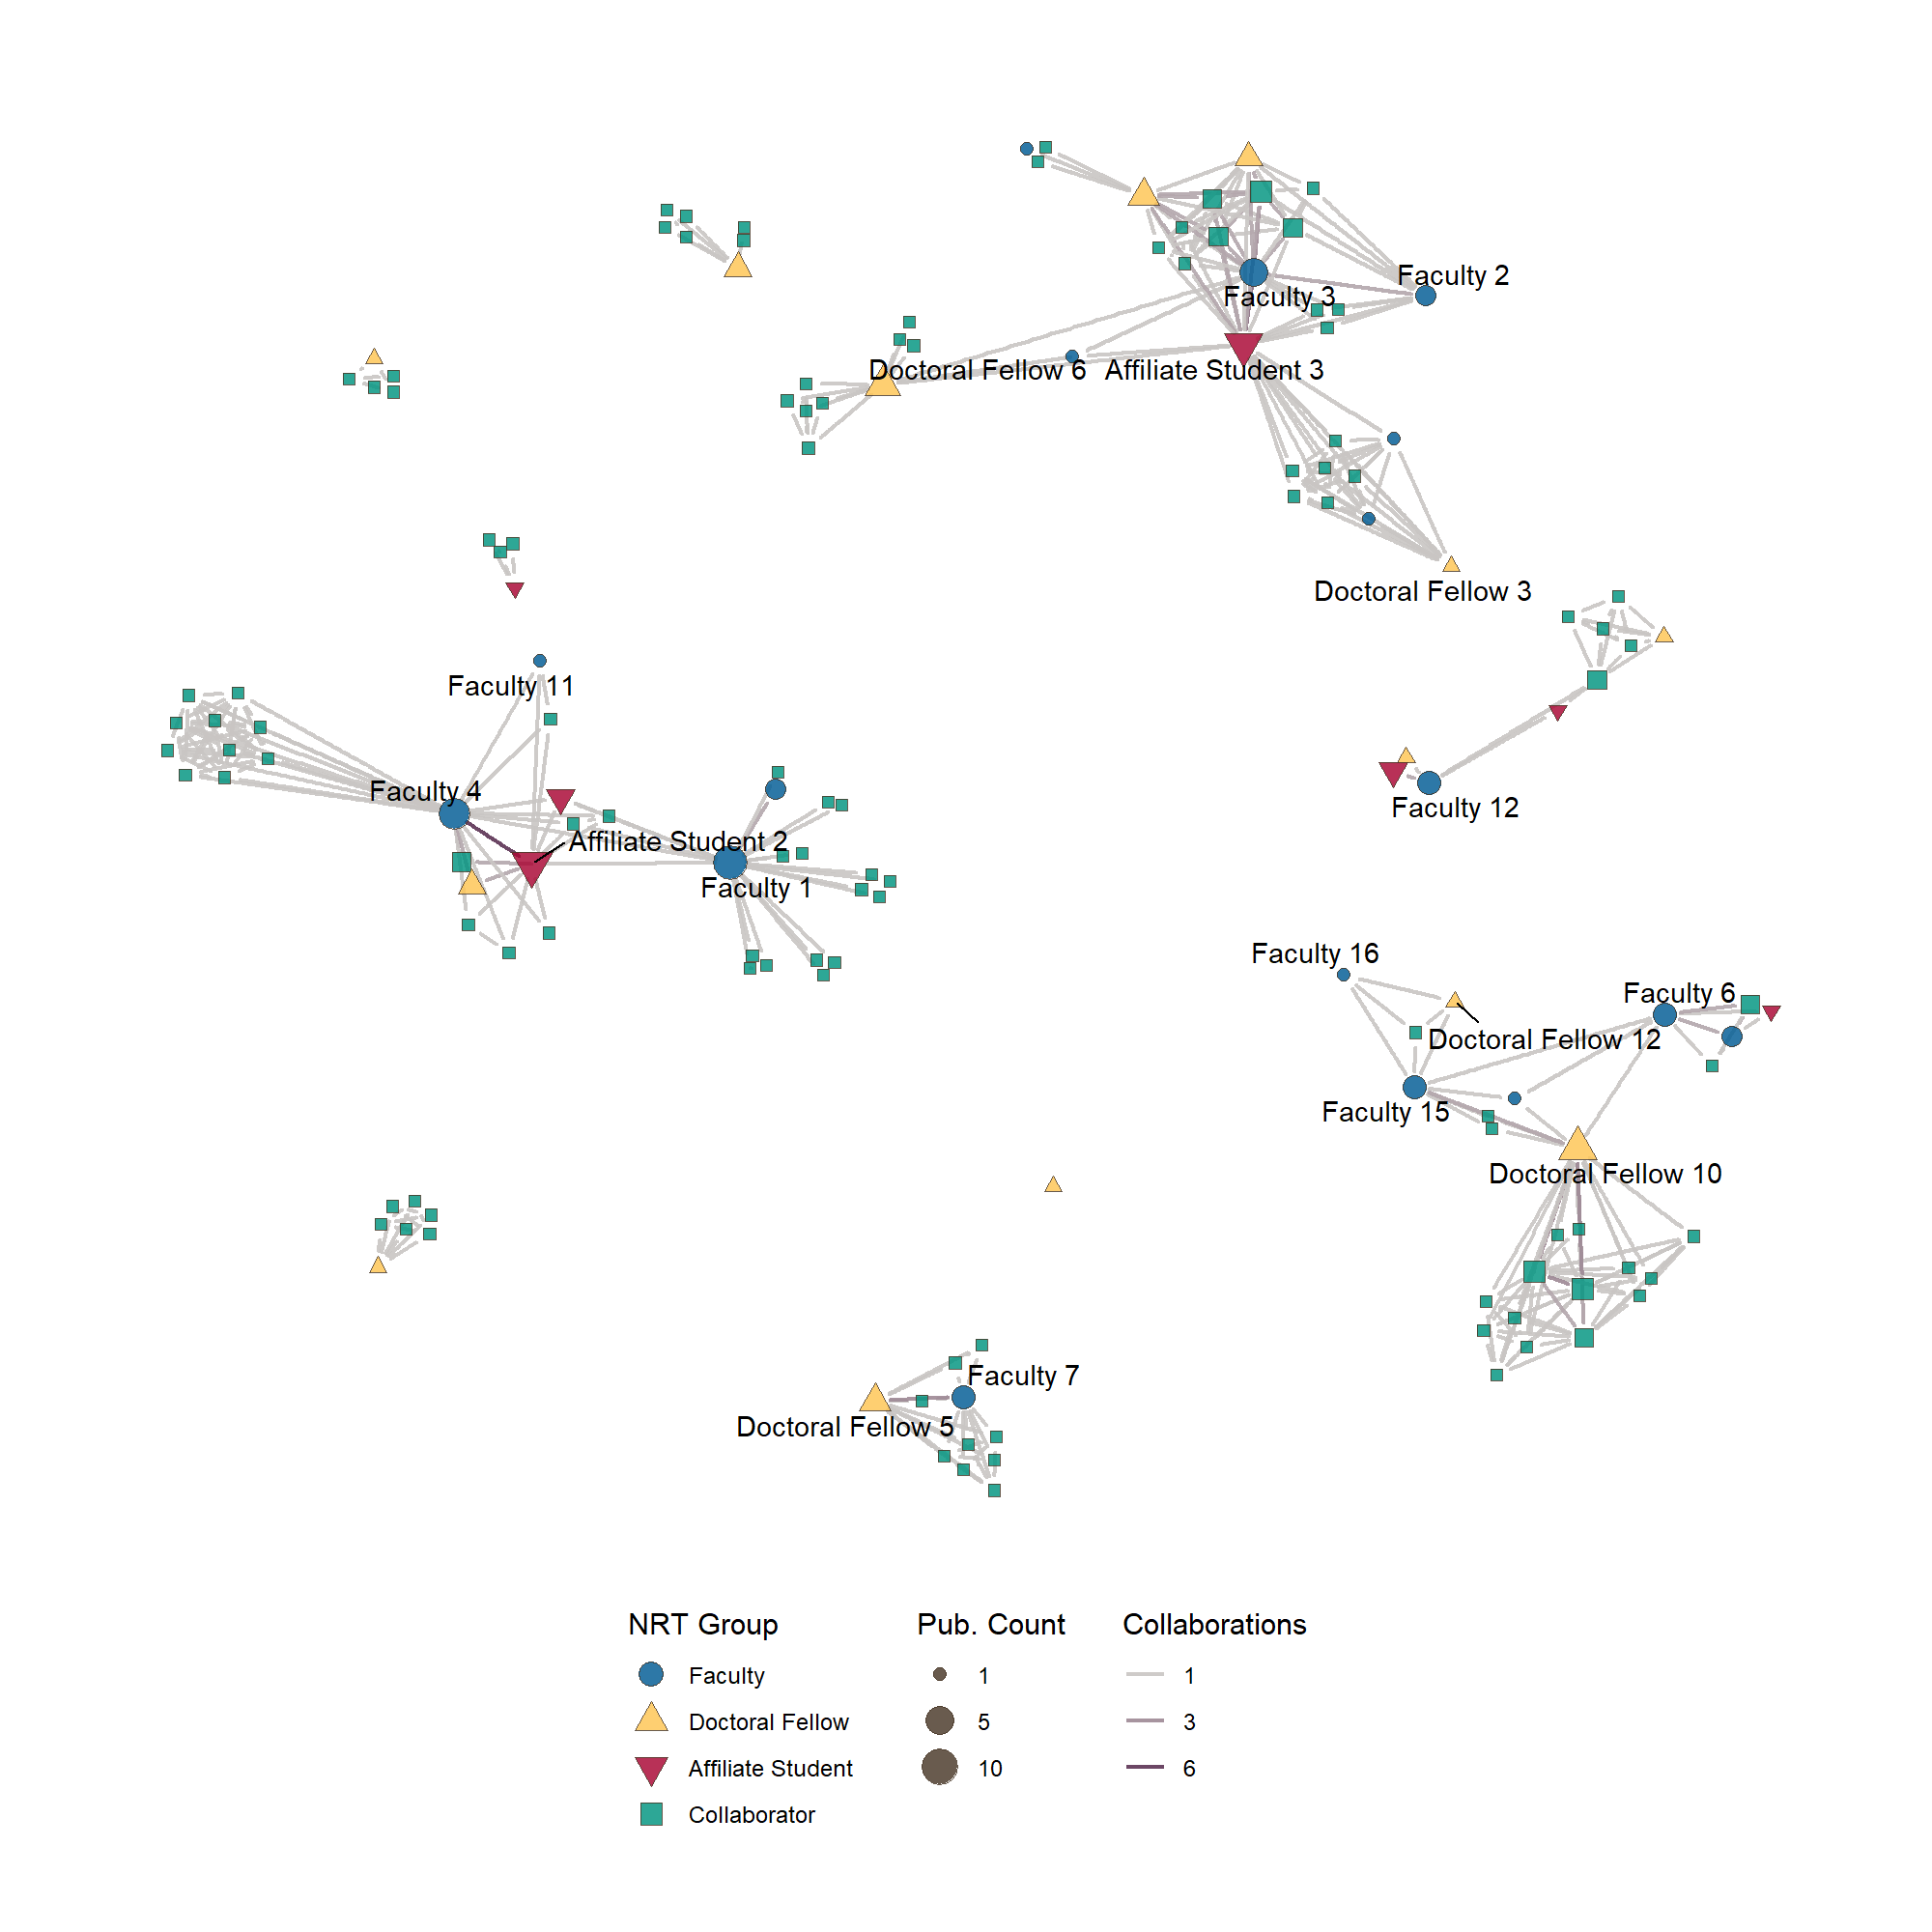 Faculty 2
Faculty 3
Doctoral Fellow 6
Affiliate Student 3
Doctoral Fellow 3
Faculty 11
Faculty 4
Faculty 12
Affiliate Student 2
Faculty 1
Faculty 16
Faculty 6
Doctoral Fellow 12
Faculty 15
Doctoral Fellow 10
Faculty 7
Doctoral Fellow 5
NRT Group
Faculty
Doctoral Fellow
Affiliate Student
Collaborator
Pub. Count
1
5
10
Collaborations
1
3
6